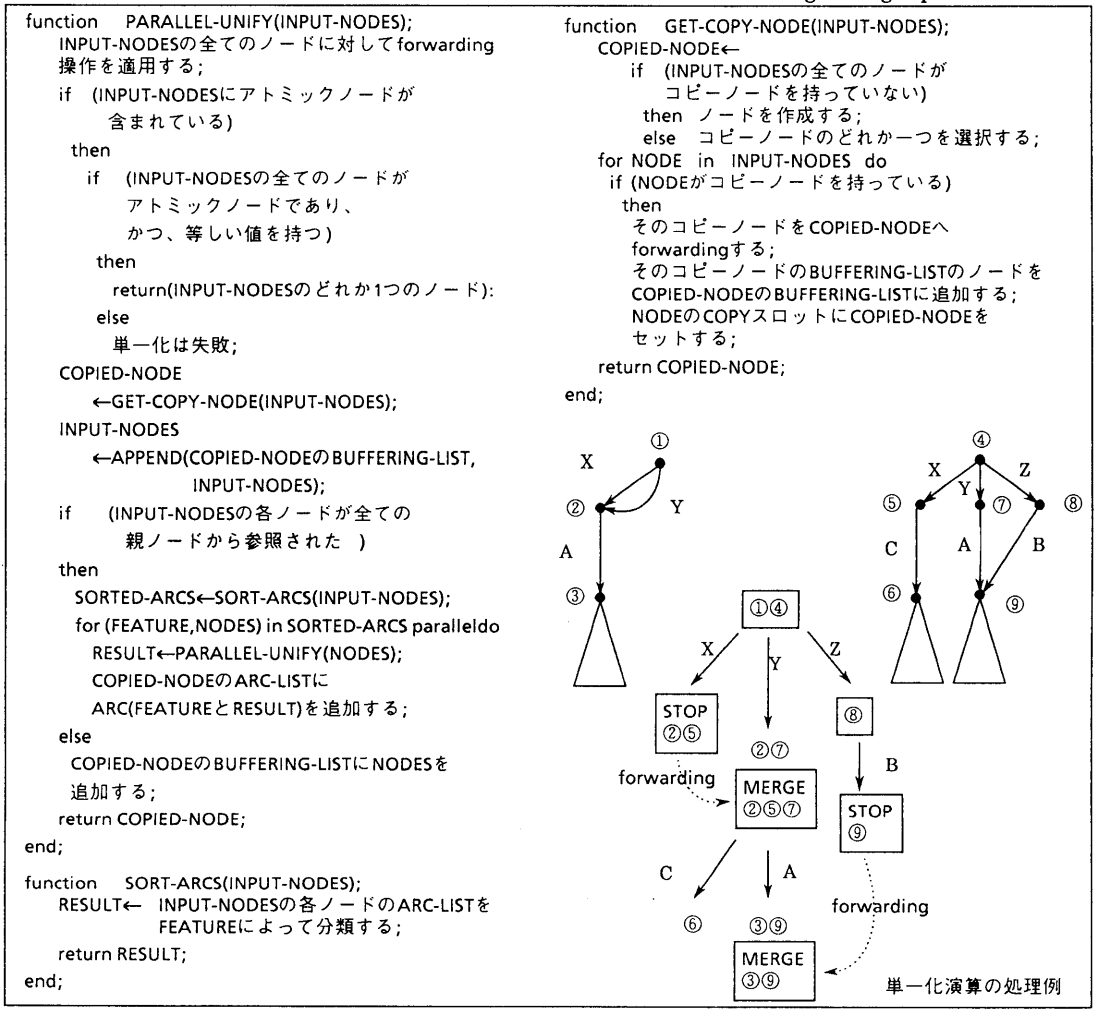 function PARALLEL-UNIFY(INPUT-NODES);
INPUT-NODESの全てのノードに対してforwarding
操作を適用する;
if (INPUT-NODESにアトミックノードが
含まれている)
then
if (INPUT-NODESの全てのノードが
アトミックノードであり、
かつ、等しい値を持つ)
then
return(INPUT-NODESのどれか1つのノード):
else
単一化は失敗;
COPIED-NODE
←GET-COPY-NODE(INPUT-NODES);
INPUT-NODES
←APPEND(COPIED-NODEのBUFFERING-LIST,
INPUT-NODES);
if (INPUT-NODESの各ノードが全ての
親ノードから参照された )
then
SORTED-ARCS←SORT-ARCS(INPUT-NODES);
for (FEATURE,NODES) in SORTED-ARCS paralleldo
RESULT←PARALLEL-UNIFY(NODES);
COPIED-NODEのARC-LISTに
ARC(FEATUREとRESULT)を追加する;
else
COPIED-NODEのBUFFERING-LISTにNODESを
追加する;
return COPIED-NODE;
end;
function SORT-ARCS(INPUT-NODES);
RESULT← INPUT-NODESの各ノードのARC-LISTを
FEATUREによって分類する;
return RESULT;
end;
function GET-COPY-NODE(INPUT-NODES);
COPIED-NODE←
if (INPUT-NODESの全てのノードが
コピーノードを持っていない)
then ノードを作成する;
else コピーノードのどれか一つを選択する;
for NODE in INPUT-NODES do
if (NODEがコピーノードを持っている)
then
そのコピーノードをCOPIED-NODEへ
forwardingする;
そのコピーノードのBUFFERING-LISTのノードを
COPIED-NODEのBUFFERING-LISTに追加する;
NODEのCOPYスロットにCOPIED-NODEを
セットする;
return COPIED-NODE;
end;
①
X
②
Y
A
③
④
X
Y
Z
⑤
⑦
⑧
C
A
B
⑥
⑨
①④
X
Y
Z
STOP
②⑤
②⑦
⑧
forwarding
B
MERGE
②⑤⑦
STOP
⑨
C
A
forwarding
⑥
③⑨
MERGE
③⑨
単一化演算の処理例